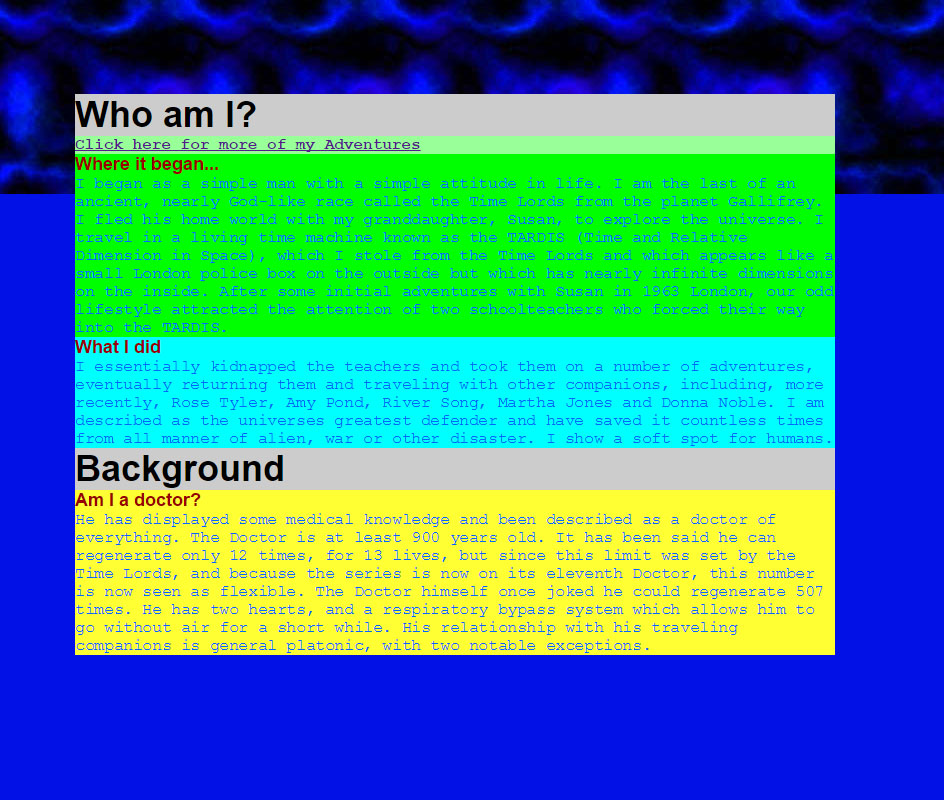 Who am I?
Click here for more of my Adventures
Where it began...
I began as a simple man with a simple attitude in life. I am the last of an
ancient, nearly God-like race called the Time Lords from the planet Gallifrey.
I fled his home world with my granddaughter, Susan, to explore the universe. I
travel in a living time machine known as the TARDIS (Time and Relative
Dimension in Space), which I stole from the Time Lords and which appears like a
small London police box on the outside but which has nearly infinite dimensions
on the inside. After some initial adventures with Susan in 1963 London, our odd
lifestyle attracted the attention of two schoolteachers who forced their way
into the TARDIS.
What I did
I essentially kidnapped the teachers and took them on a number of adventures,
eventually returning them and traveling with other companions, including, more
recently, Rose Tyler, Amy Pond, River Song, Martha Jones and Donna Noble. I am
described as the universes greatest defender and have saved it countless times
from all manner of alien, war or other disaster. I show a soft spot for humans.
Background
Am I a doctor?
He has displayed some medical knowledge and been described as a doctor of
everything. The Doctor is at least 900 years old. It has been said he can
regenerate only 12 times, for 13 lives, but since this limit was set by the
Time Lords, and because the series is now on its eleventh Doctor, this number
is now seen as flexible. The Doctor himself once joked he could regenerate 507
times. He has two hearts, and a respiratory bypass system which allows him to
go without air for a short while. His relationship with his traveling
companions is general platonic, with two notable exceptions.